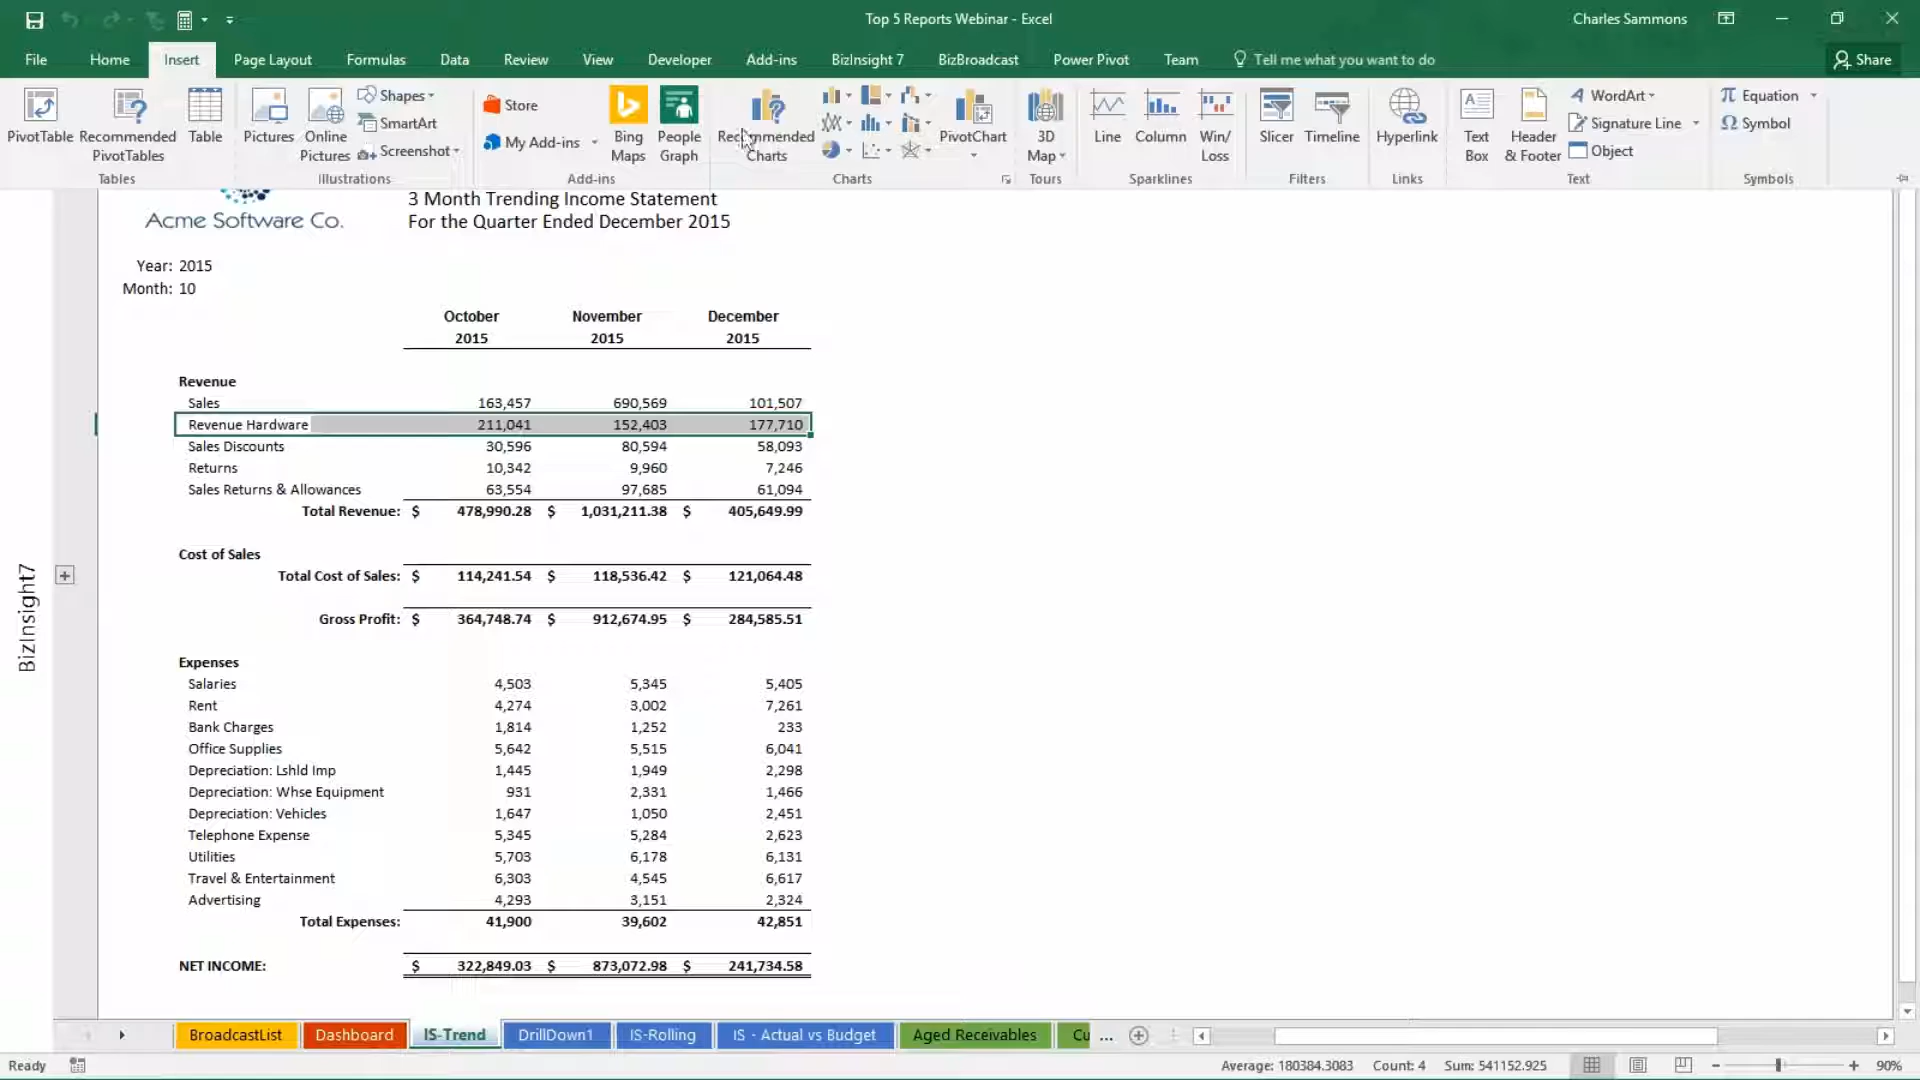 Top 5 Reports Webinar - Excel
Charles Sammons
File Home Insert Page Layout Formulas Data Review View Developer Add-ins BizInsight 7 BizBroadcast Power Pivot Team Tell me what you want to do Share
PivotTable Recommended PivotTables Table
Tables
Pictures Online Pictures Shapes SmartArt Screenshot
Illustrations
Store
My Add-ins
Bing Maps People Graph
Add-ins
Recommended Charts PivotChart
Charts
3D Map
Tours
Line Column Win/Loss
Sparklines
Slicer Timeline
Filters
Hyperlink
Links
Text Box Header & Footer WordArt Signature Line Object
Text
Equation
Symbol
Symbols
Acme Software Co.
3 Month Trending Income Statement
For the Quarter Ended December 2015
Year: 2015
Month: 10
October November December
2015 2015 2015
Revenue
Sales 163,457 690,569 101,507
Revenue Hardware 211,041 152,403 177,710
Sales Discounts 30,596 80,594 58,093
Returns 10,342 9,960 7,246
Sales Returns & Allowances 63,554 97,685 61,094
Total Revenue: $ 478,990.28 $ 1,031,211.38 $ 405,649.99
Cost of Sales
Total Cost of Sales: $ 114,241.54 $ 118,536.42 $ 121,064.48
Gross Profit: $ 364,748.74 $ 912,674.95 $ 284,585.51
Expenses
Salaries 4,503 5,345 5,405
Rent 4,274 3,002 7,261
Bank Charges 1,814 1,252 233
Office Supplies 5,642 5,515 6,041
Depreciation: Lshld Imp 1,445 1,949 2,298
Depreciation: Whse Equipment 931 2,331 1,466
Depreciation: Vehicles 1,647 1,050 2,451
Telephone Expense 5,345 5,284 2,623
Utilities 5,703 6,178 6,131
Travel & Entertainment 6,303 4,545 6,617
Advertising 4,293 3,151 2,324
Total Expenses: 41,900 39,602 42,851
NET INCOME: $ 322,849.03 $ 873,072.98 $ 241,734.58
BizInsight7
BroadcastList Dashboard IS-Trend DrillDown1 IS-Rolling IS - Actual vs Budget Aged Receivables Cu ...
Ready Average: 180384.3083 Count: 4 Sum: 541152.925 90%